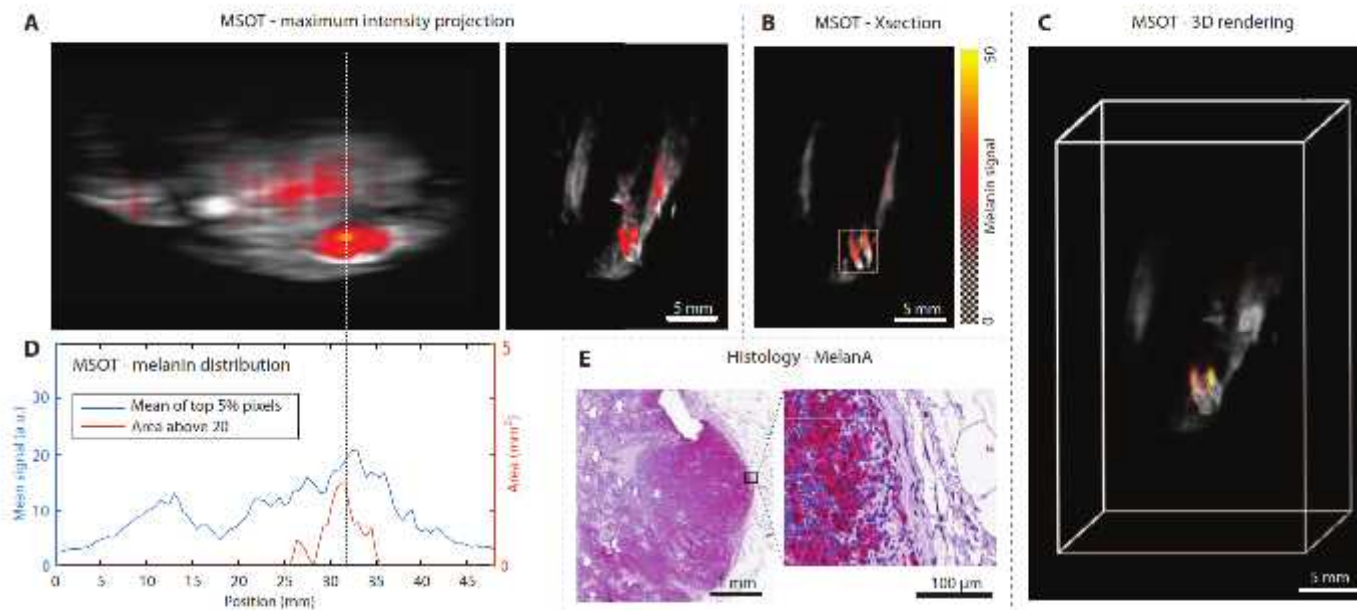 A
MSOT - maximum intensity projection
5 mm
B
MSOT - Xsection
5 mm
50
Melanin signal
0
C
MSOT - 3D rendering
5 mm
D
MSOT - melanin distribution
Mean of top 5% pixels
Area above 20
Mean signal (a.u.)
30
20
10
0
5
Area (mm²)
0
0 5 10 15 20 25 30 35 40 45
Position (mm)
E
Histology - MelanA
1 mm
100 µm